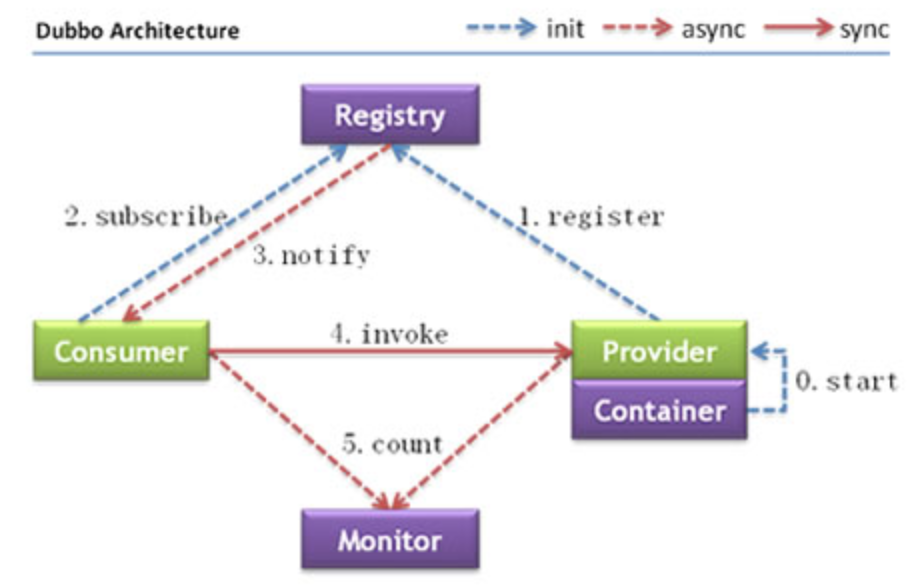 Dubbo Architecture
init
async
sync
Registry
2. subscribe
1. register
3. notify
4. invoke
Consumer
Provider
0. start
Container
5. count
Monitor